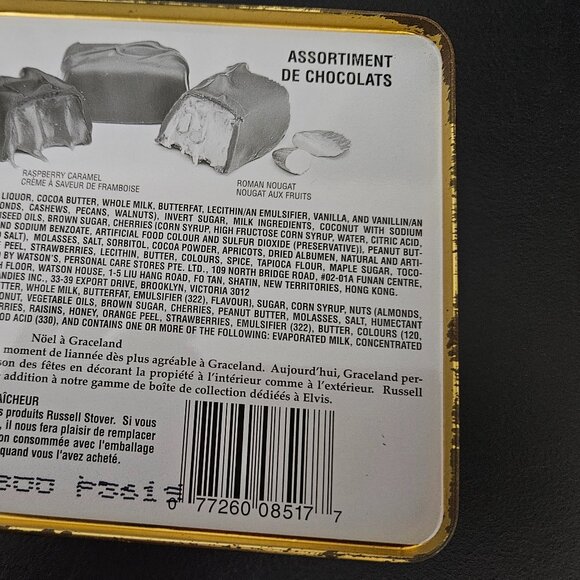 ASSORTIMENT
DE CHOCOLATS
RASPBERRY CARAMEL
CRÈME À SAVEUR DE FRAMBOISE
ROMAN NOUGAT
NOUGAT AUX FRUITS
LIQUOR, COCOA BUTTER, WHOLE MILK, BUTTERFAT, LECITHIN/AN EMULSIFIER, VANILLA, AND VANILLIN/AN
ONDS, CASHEWS, PECANS, WALNUTS), INVERT SUGAR, MILK INGREDIENTS, COCONUT WITH SODIUM
USEED OILS, BROWN SUGAR, CHERRIES (CORN SYRUP, HIGH FRUCTOSE CORN SYRUP, WATER, CITRIC ACID,
ND SODIUM BENZOATE, ARTIFICIAL FOOD COLOUR AND SULFUR DIOXIDE (PRESERVATIVE)), PEANUT BUT-
D SALT), MOLASSES, SALT, SORBITOL, COCOA POWDER, APRICOTS, DRIED ALBUMEN, NATURAL AND ARTI-
E PEEL, STRAWBERRIES, LECITHIN, BUTTER, COLOURS, SPICE, TAPIOCA FLOUR, MAPLE SUGAR, TOCO-
D BY WATSON'S, PERSONAL CARE STORES PTE. LTD., 109 NORTH BRIDGE ROAD, #02-01A FUNAN CENTRE,
H FLOOR, WATSON HOUSE, 1-5 LIU HANG ROAD, FO TAN, SHATIN, NEW TERRITORIES, HONG KONG.
ANDIES INC., 33-39 EXPORT DRIVE, BROOKLYN, VICTORIA 3012
TTER, WHOLE MILK, BUTTERFAT, EMULSIFIER (322), FLAVOUR), SUGAR, CORN SYRUP, NUTS (ALMONDS,
ONUT, VEGETABLE OILS, BROWN SUGAR, CHERRIES, PEANUT BUTTER, MOLASSES, SALT, HUMECTANT
ERRIES, RAISINS, HONEY, ORANGE PEEL, STRAWBERRIES, EMULSIFIER (322), BUTTER, COLOURS (120,
OOD ACID (330), AND CONTAINS ONE OR MORE OF THE FOLLOWING: EVAPORATED MILK, CONCENTRATED
Nöel à Graceland
moment de liannée dès plus agréable à Graceland. Aujourd'hui, Graceland per-
ison des fêtes en décorant la propiété à l'intérieur comme à l'extérieur. Russell
addition à notre gamme de boîte de collection dédiéés à Elvis.
AÎCHEUR
s produits Russell Stover. Si vous
, il nous fera plaisir de remplacer
on consommée avec l'emballage
quand vous l'avez acheté.
0 77260 08517 7